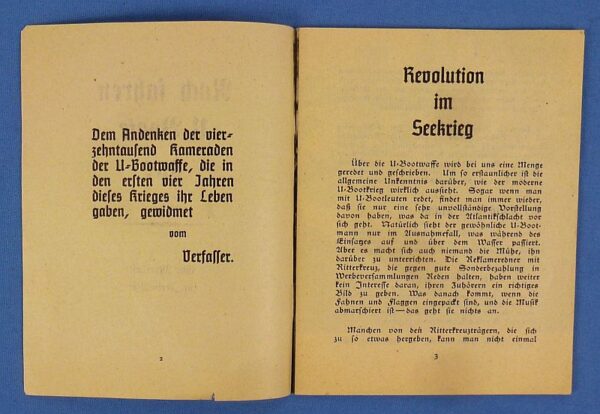 Dem Andenken der vier-
zehntausend Kameraden
der U-Bootwaffe, die in
den ersten vier Jahren
dieses Krieges ihr Leben
gaben, gewidmet
vom
Verfasser.
2
Revolution
im
Seekrieg
Über die U-Bootwaffe wird bei uns eine Menge
geredet und geschrieben. Um so erstaunlicher ist die
allgemeine Unkenntnis darüber, wie der moderne
U-Bootkrieg wirklich aussieht. Sogar wenn man
mit U-Bootleuten redet, findet man immer wieder,
daß sie nur eine sehr unvollständige Vorstellung
davon haben, was da in der Atlantikschlacht vor
sich geht. Natürlich sieht der gewöhnliche U-Boot-
mann nur im Ausnahmefall, was während des
Einsatzes auf und über dem Wasser passiert.
Aber es macht sich auch niemand die Mühe, ihn
darüber zu unterrichten. Die Reklameredner mit
Ritterkreuz, die gegen gute Sonderbezahlung in
Werbeversammlungen Reden halten, haben weiter
kein Interesse daran, ihren Zuhörern ein richtiges
Bild zu geben. Was danach kommt, wenn die
Fahnen und Flaggen eingepackt sind, und die Musik
abmarschiert ist—das geht sie nichts an.
Manchen von den Ritterkreuzträgern, die sich
zu so etwas hergeben, kann man nicht einmal
3